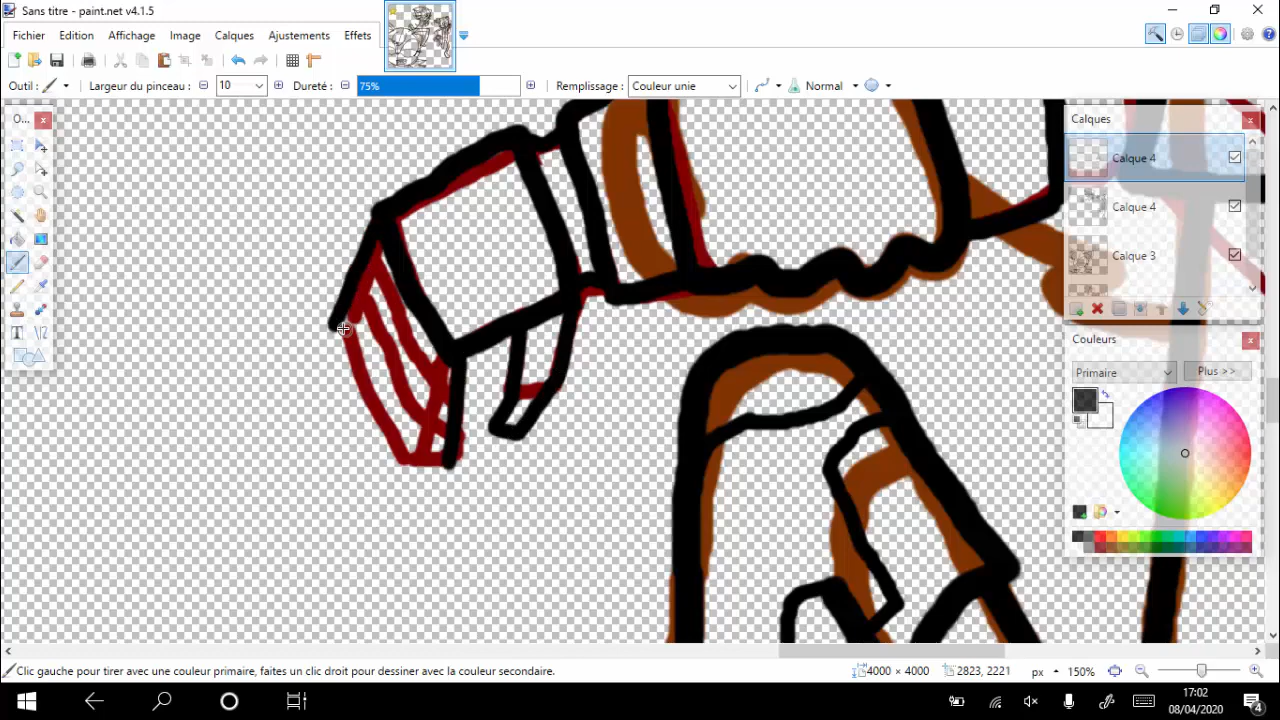 Sans titre - paint.net v4.1.5
Fichier Edition Affichage Image Calques Ajustements Effets
Outil : Largeur du pinceau : 10 Dureté : 75% Remplissage : Couleur unie Normal
O...
Calques
Calque 4
Calque 4
Calque 3
Couleurs
Primaire Plus >>
Clic gauche pour tirer avec une couleur primaire, faites un clic droit pour dessiner avec la couleur secondaire. 4000 × 4000 2823, 2221 px 150%
17:02
08/04/2020
4